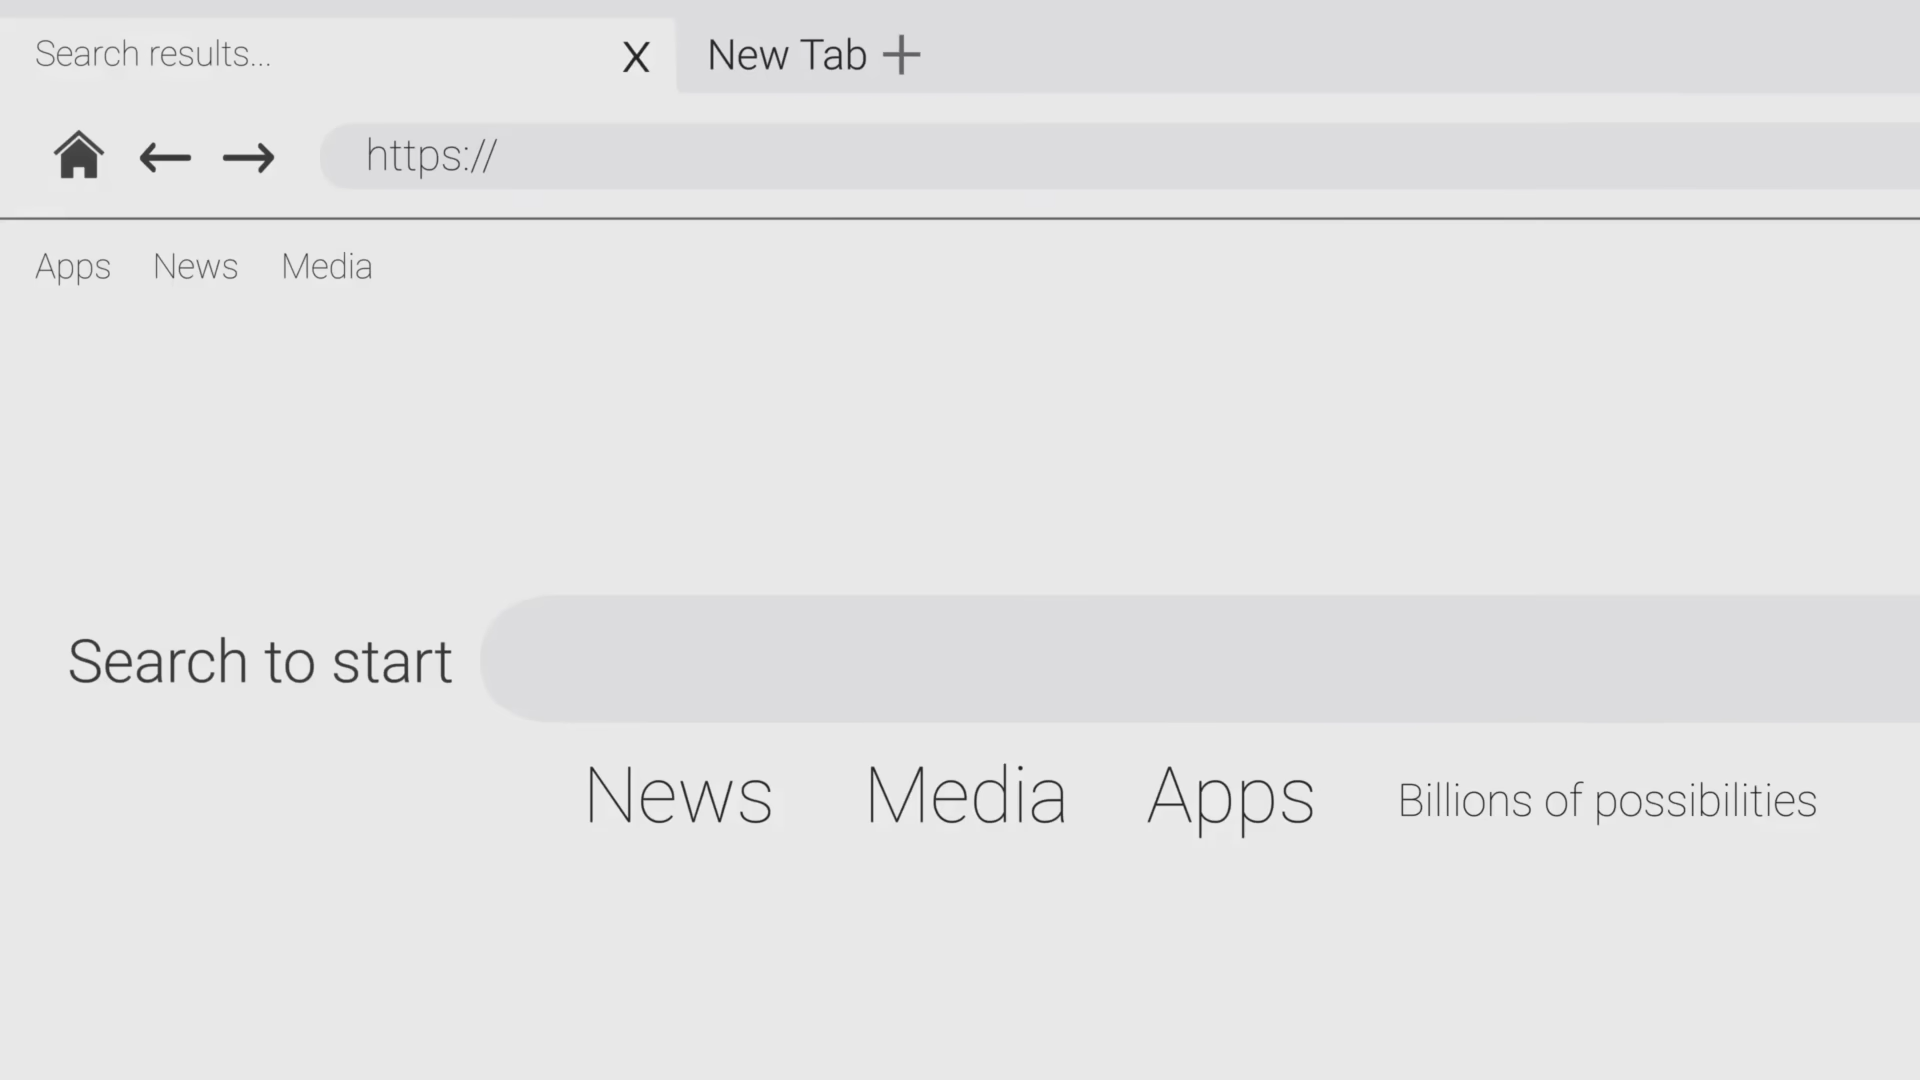 Search results... X New Tab +
https://
Apps News Media
Search to start
News Media Apps Billions of possibilities